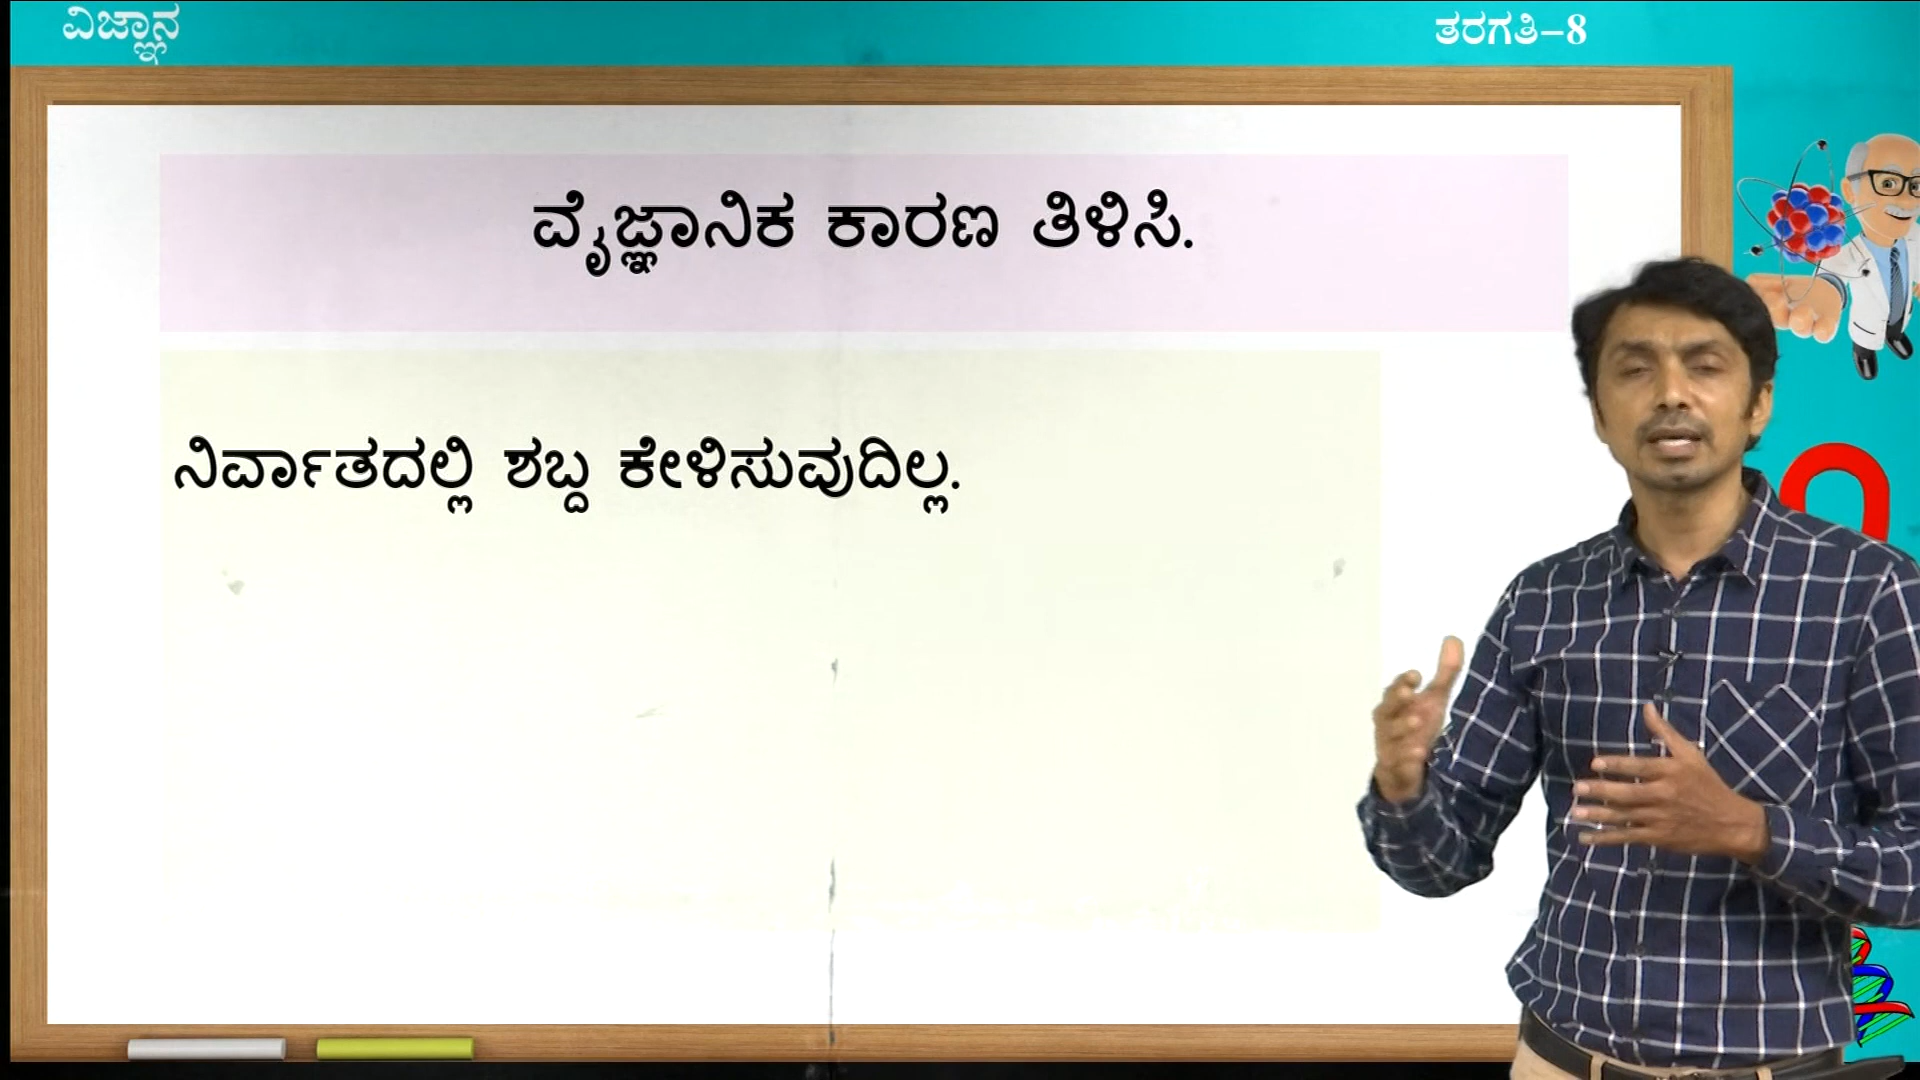 ವಿಜ್ಞಾನ
ತರಗತಿ–8
ವೈಜ್ಞಾನಿಕ ಕಾರಣ ತಿಳಿಸಿ.
ನಿರ್ವಾತದಲ್ಲಿ ಶಬ್ದ ಕೇಳಿಸುವುದಿಲ್ಲ.